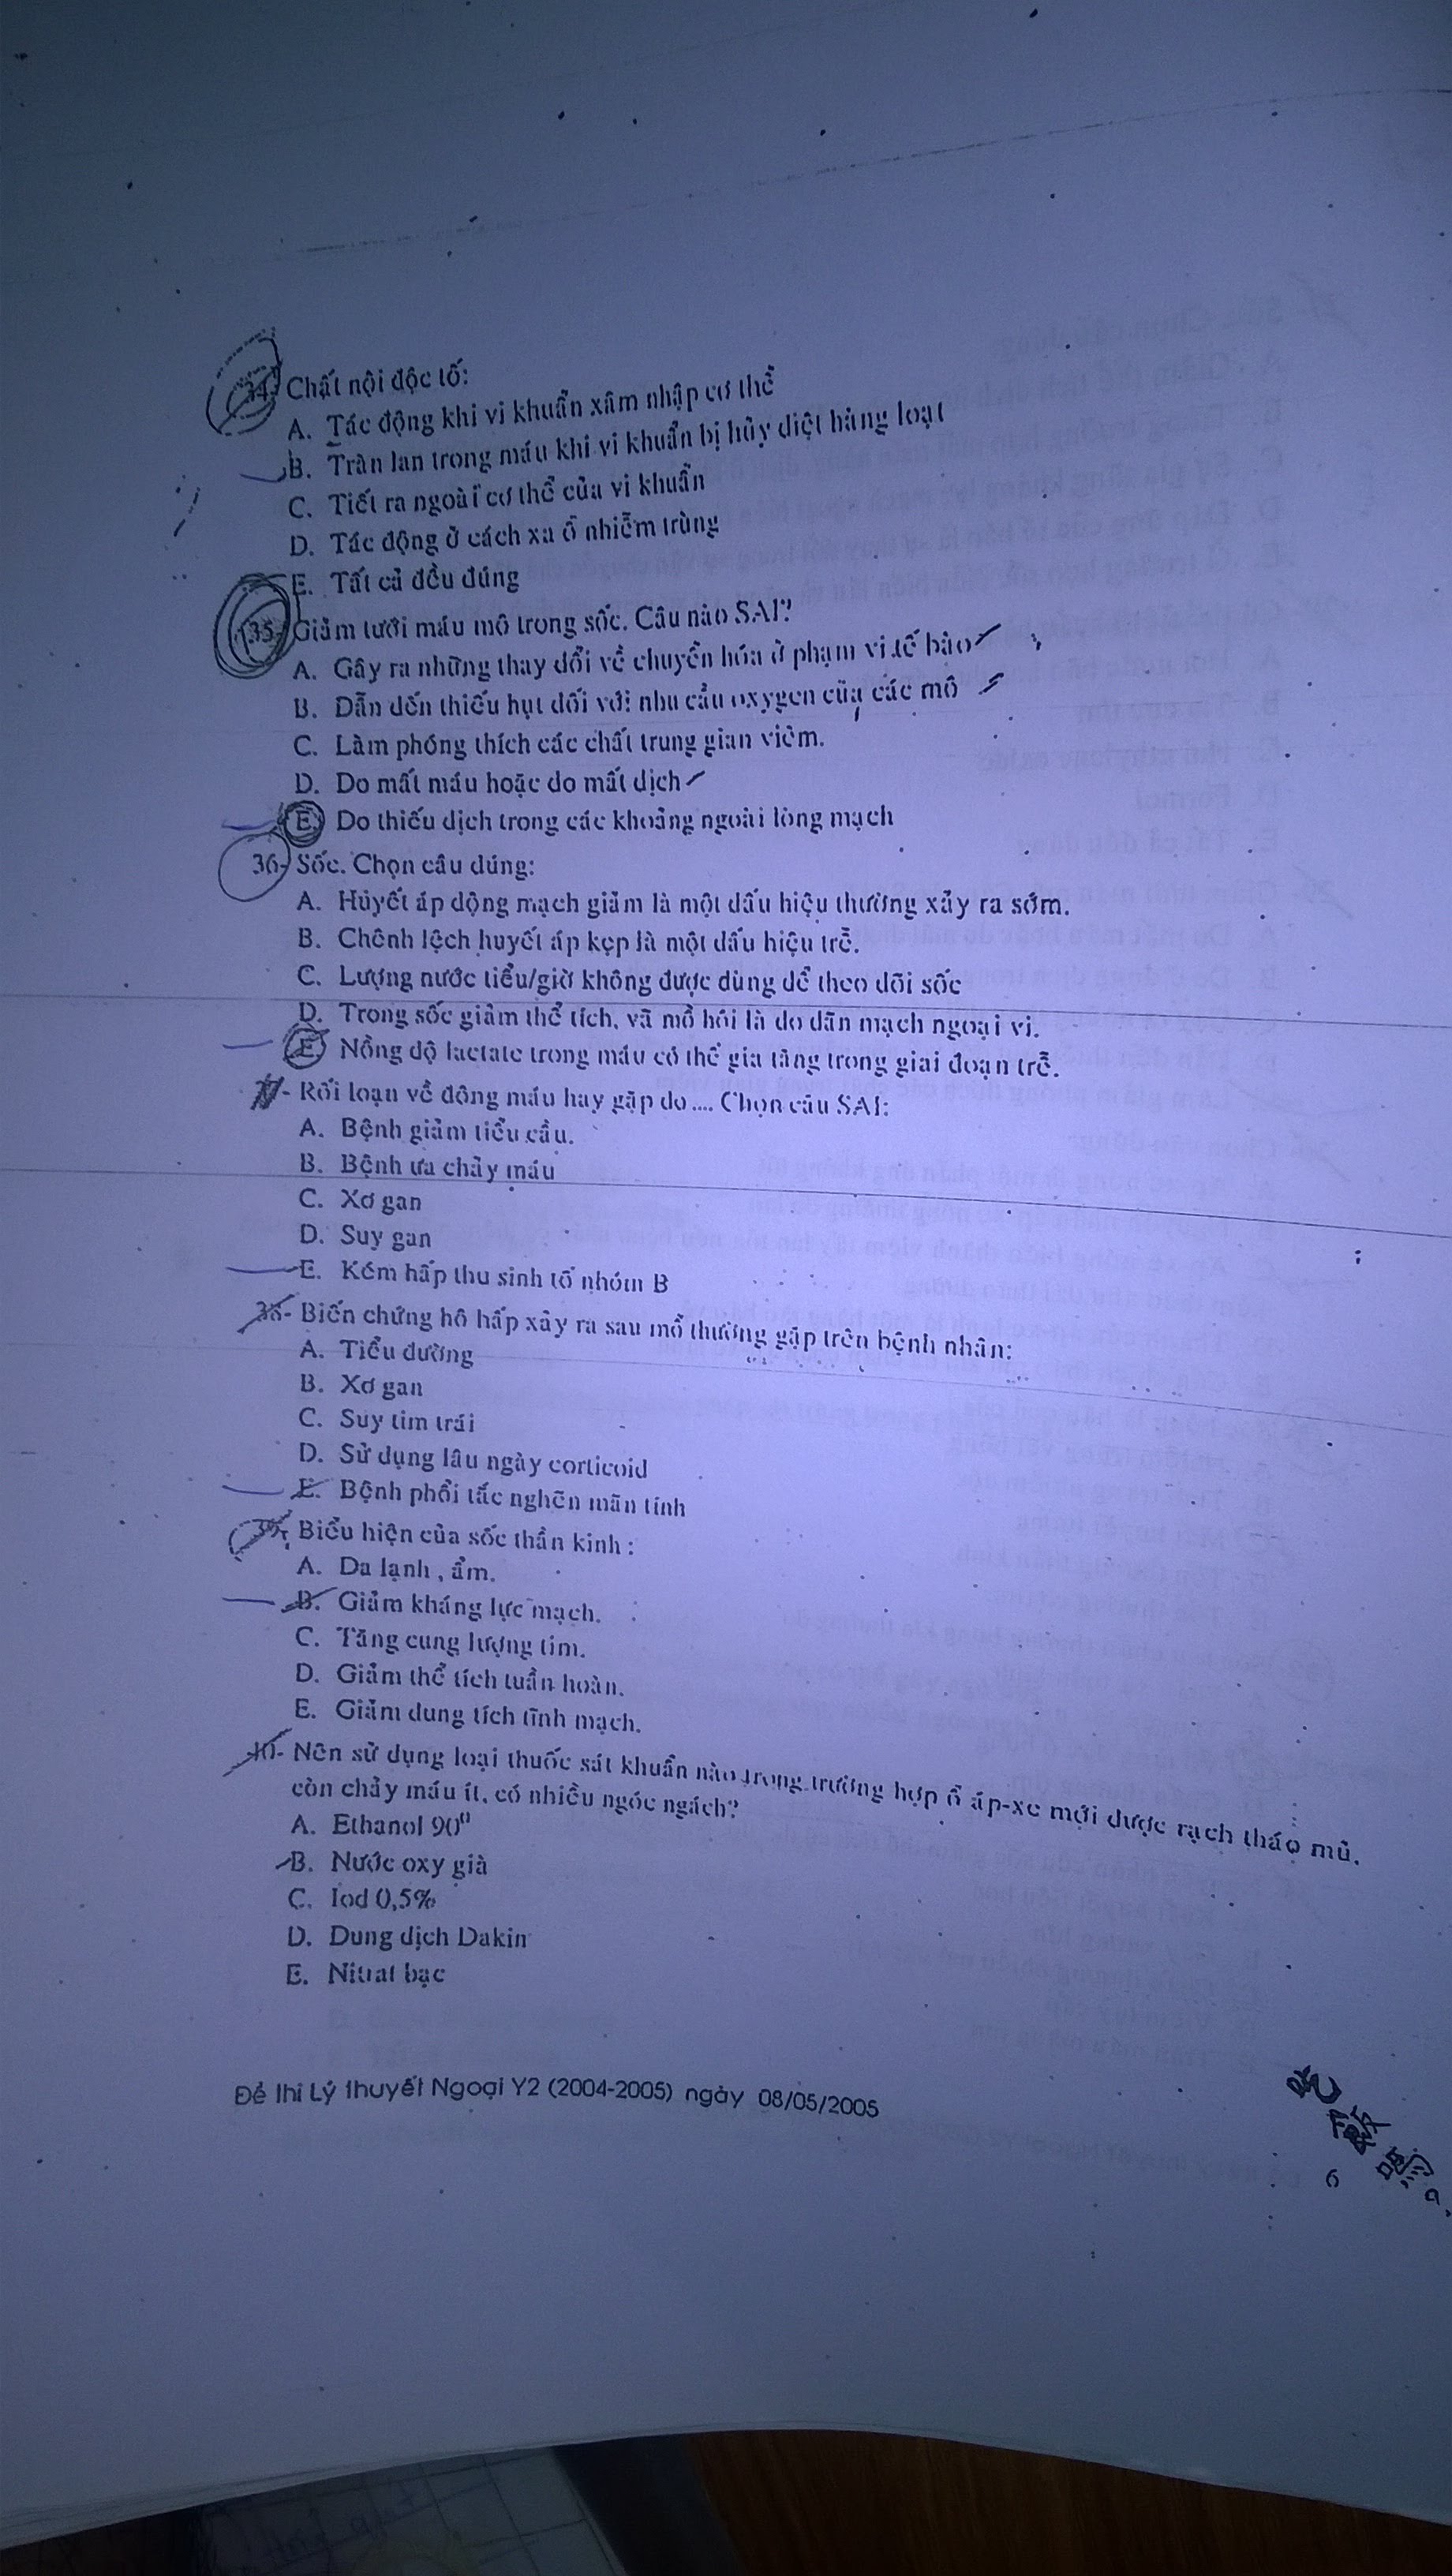 34- Chất nội độc tố:
A. Tác động khi vi khuẩn xâm nhập cơ thể
B. Tràn lan trong máu khi vi khuẩn bị hủy diệt hàng loạt
C. Tiết ra ngoài cơ thể của vi khuẩn
D. Tác động ở cách xa ổ nhiễm trùng
E. Tất cả đều đúng
35- Giảm tưới máu mô trong sốc. Câu nào SAI?
A. Gây ra những thay đổi về chuyển hóa ở phạm vi tế bào
B. Dẫn đến thiếu hụt đối với nhu cầu oxygen của các mô
C. Làm phóng thích các chất trung gian viêm.
D. Do mất máu hoặc do mất dịch
E. Do thiếu dịch trong các khoảng ngoài lòng mạch
36- Sốc. Chọn câu đúng:
A. Huyết áp động mạch giảm là một dấu hiệu thường xảy ra sớm.
B. Chênh lệch huyết áp kẹp là một dấu hiệu trễ.
C. Lượng nước tiểu/giờ không được dùng để theo dõi sốc
D. Trong sốc giảm thể tích, vã mồ hôi là do dãn mạch ngoại vi.
E. Nồng độ lactate trong máu có thể gia tăng trong giai đoạn trễ.
37- Rối loạn về đông máu hay gặp do .... Chọn câu SAI:
A. Bệnh giảm tiểu cầu.
B. Bệnh ưa chảy máu
C. Xơ gan
D. Suy gan
E. Kém hấp thu sinh tố nhóm B
38- Biến chứng hô hấp xảy ra sau mổ thường gặp trên bệnh nhân:
A. Tiểu đường
B. Xơ gan
C. Suy tim trái
D. Sử dụng lâu ngày corticoid
E. Bệnh phổi tắc nghẽn mãn tính
39- Biểu hiện của sốc thần kinh :
A. Da lạnh , ẩm.
B. Giảm kháng lực mạch.
C. Tăng cung lượng tim.
D. Giảm thể tích tuần hoàn.
E. Giảm dung tích tĩnh mạch.
40- Nên sử dụng loại thuốc sát khuẩn nào trong trường hợp ổ áp-xe mới được rạch tháo mủ,
còn chảy máu ít, có nhiều ngóc ngách?
A. Ethanol 90⁰
B. Nước oxy già
C. Iod 0,5%
D. Dung dịch Dakin
E. Nitrat bạc
Đề thi Lý thuyết Ngoại Y2 (2004-2005) ngày 08/05/2005
6